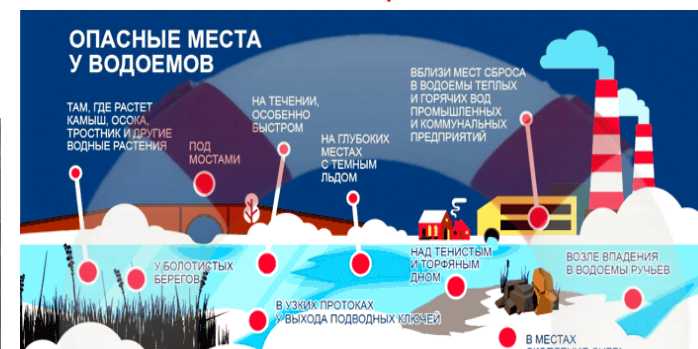 ОПАСНЫЕ МЕСТА
У ВОДОЕМОВ
ТАМ, ГДЕ РАСТЕТ
КАМЫШ, ОСОКА,
ТРОСТНИК И ДРУГИЕ
ВОДНЫЕ РАСТЕНИЯ
ПОД
МОСТАМИ
НА ТЕЧЕНИИ,
ОСОБЕННО
БЫСТРОМ
НА ГЛУБОКИХ
МЕСТАХ
С ТЕМНЫМ
ЛЬДОМ
ВБЛИЗИ МЕСТ СБРОСА
В ВОДОЕМЫ ТЕПЛЫХ
И ГОРЯЧИХ ВОД
ПРОМЫШЛЕННЫХ
И КОММУНАЛЬНЫХ
ПРЕДПРИЯТИЙ
У БОЛОТИСТЫХ
БЕРЕГОВ
В УЗКИХ ПРОТОКАХ
У ВЫХОДА ПОДВОДНЫХ КЛЮЧЕЙ
НАД ТЕНИСТЫМ
И ТОРФЯНЫМ
ДНОМ
ВОЗЛЕ ВПАДЕНИЯ
В ВОДОЕМЫ РУЧЬЕВ
В МЕСТАХ